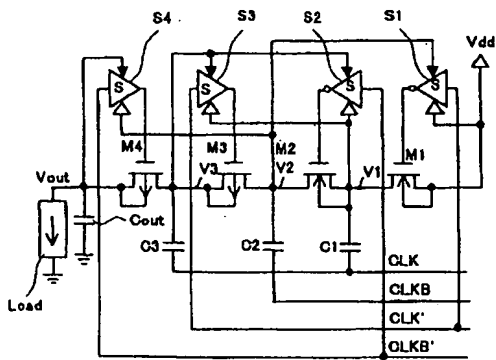 S4
S3
S2
S1
Vdd
S
S
S
S
M4
M3
M2
M1
Vout
V3
V2
V1
Cout
C3
C2
C1
CLK
Load
CLKB
CLK'
CLKB'